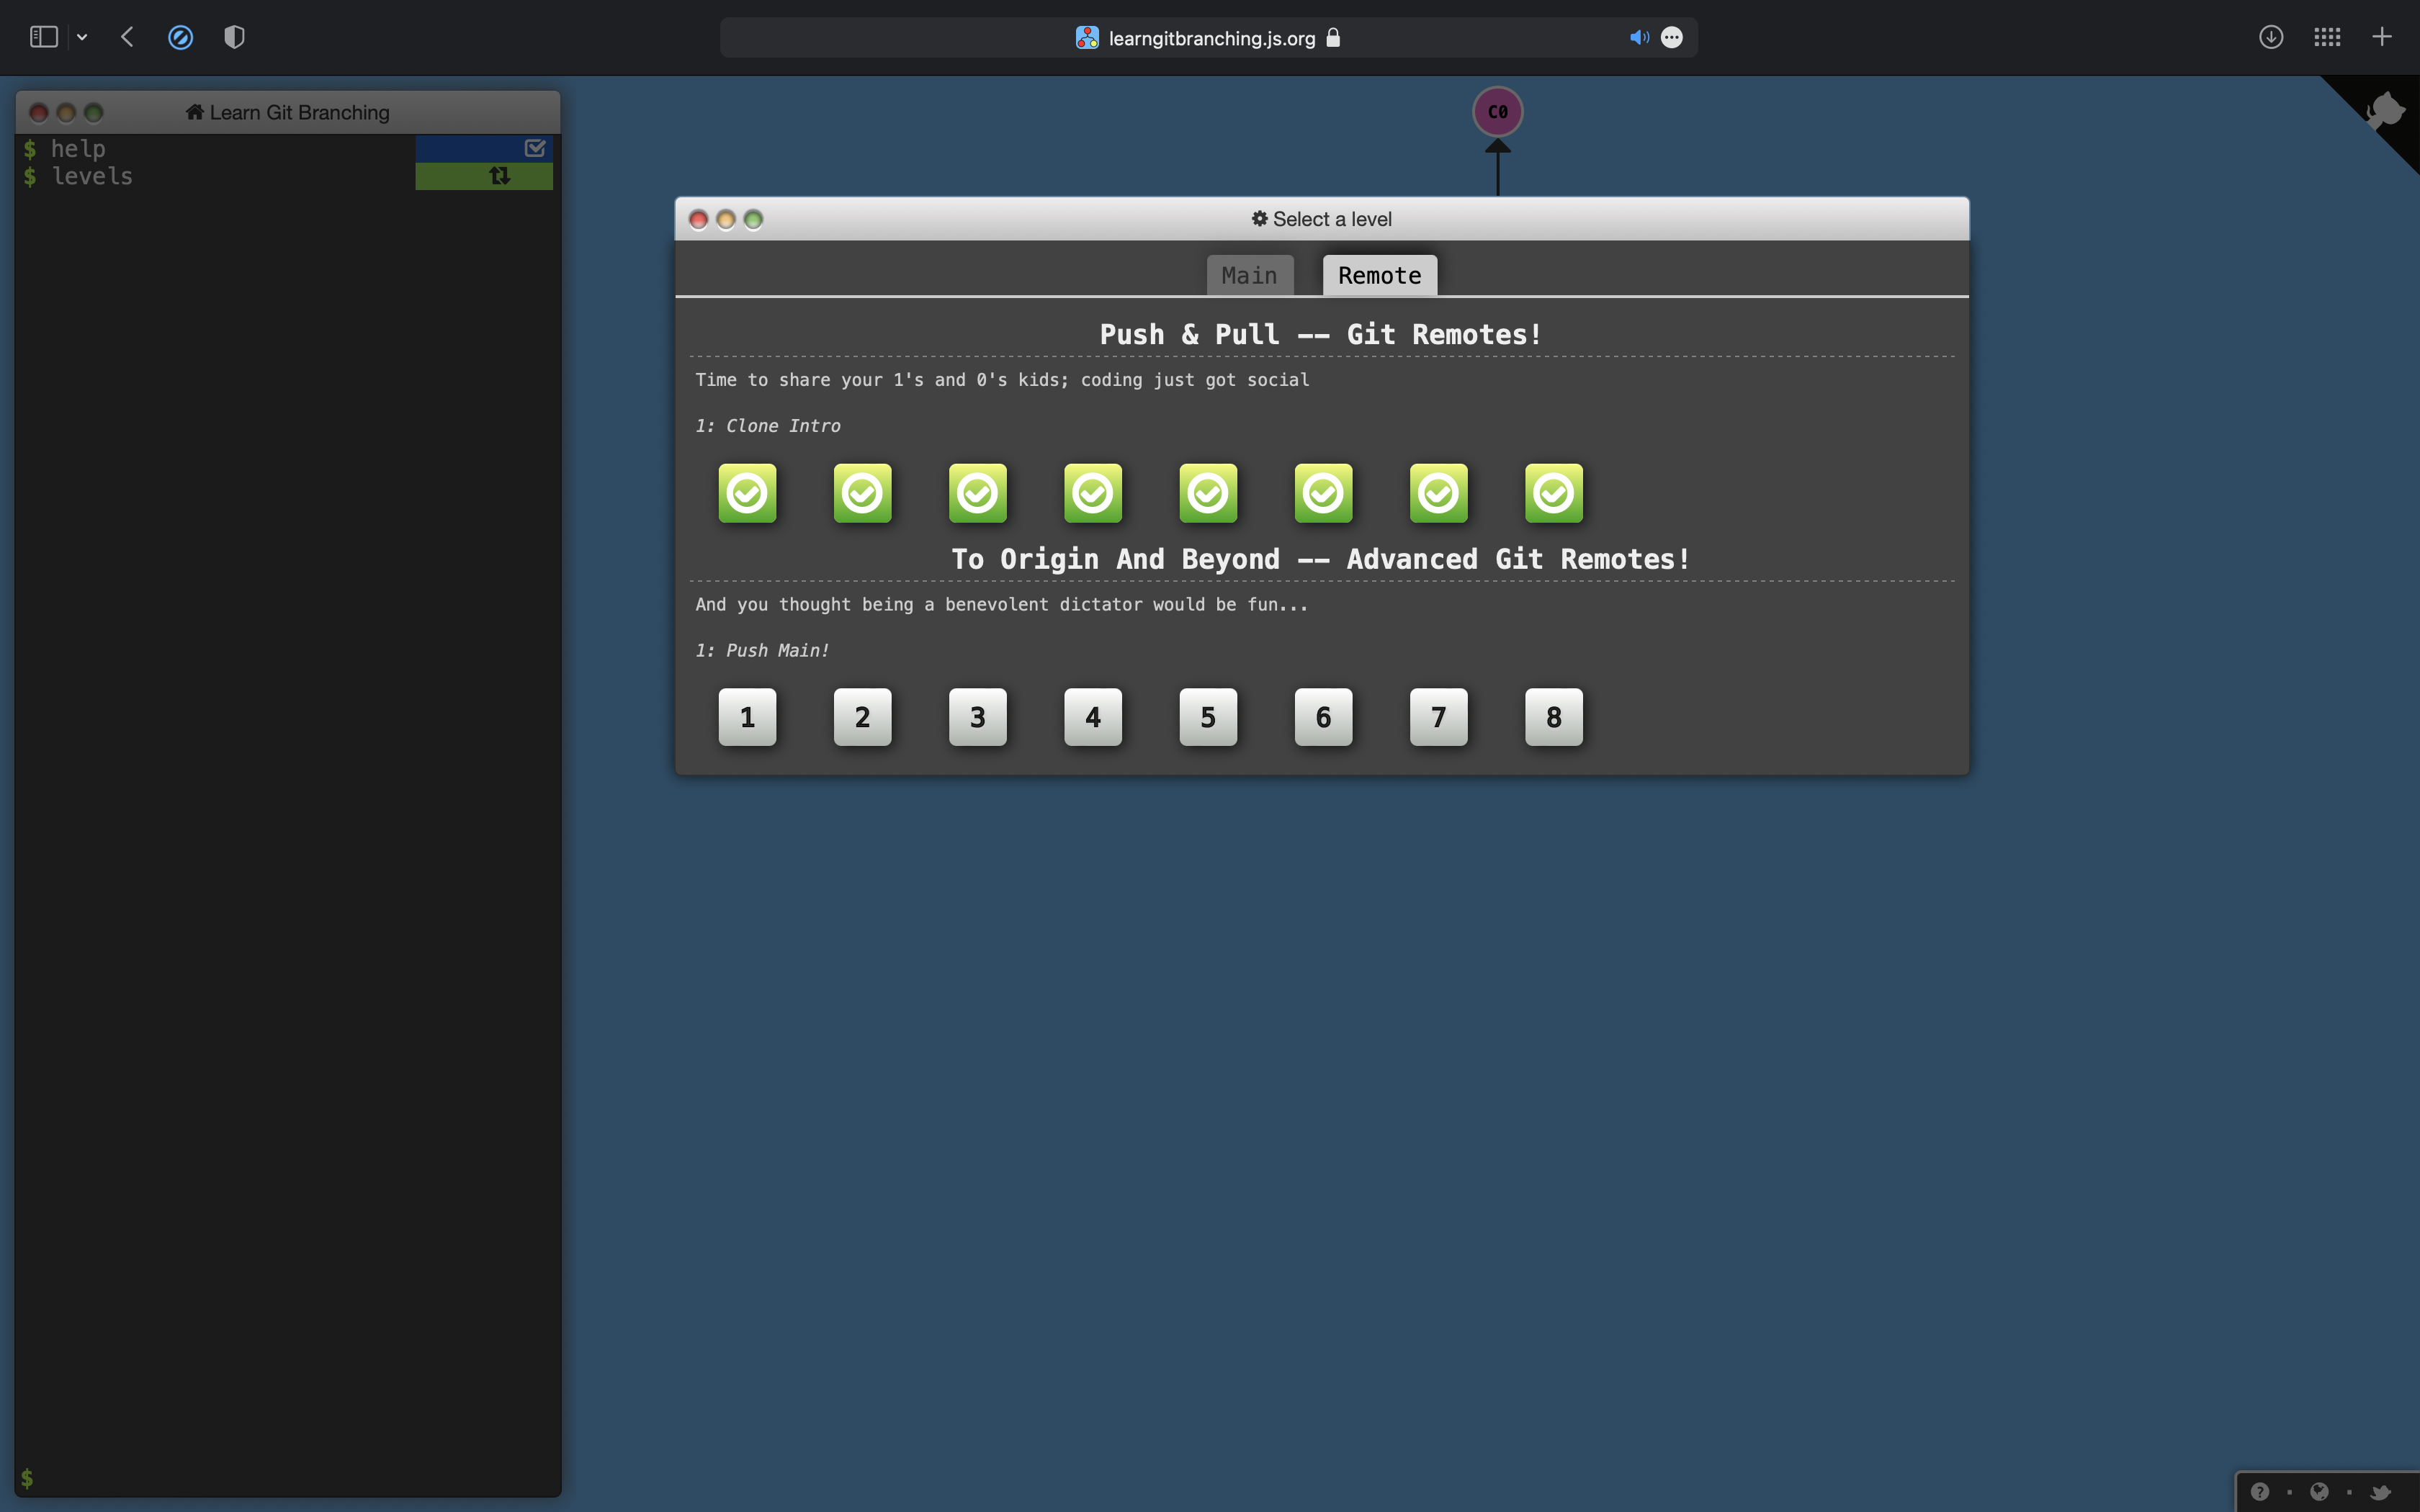 learngitbranching.js.org
Learn Git Branching
$ help
$ levels
C0
Select a level
Main
Remote
Push & Pull -- Git Remotes!
Time to share your 1's and 0's kids; coding just got social
1: Clone Intro
To Origin And Beyond -- Advanced Git Remotes!
And you thought being a benevolent dictator would be fun...
1: Push Main!
1 2 3 4 5 6 7 8
$